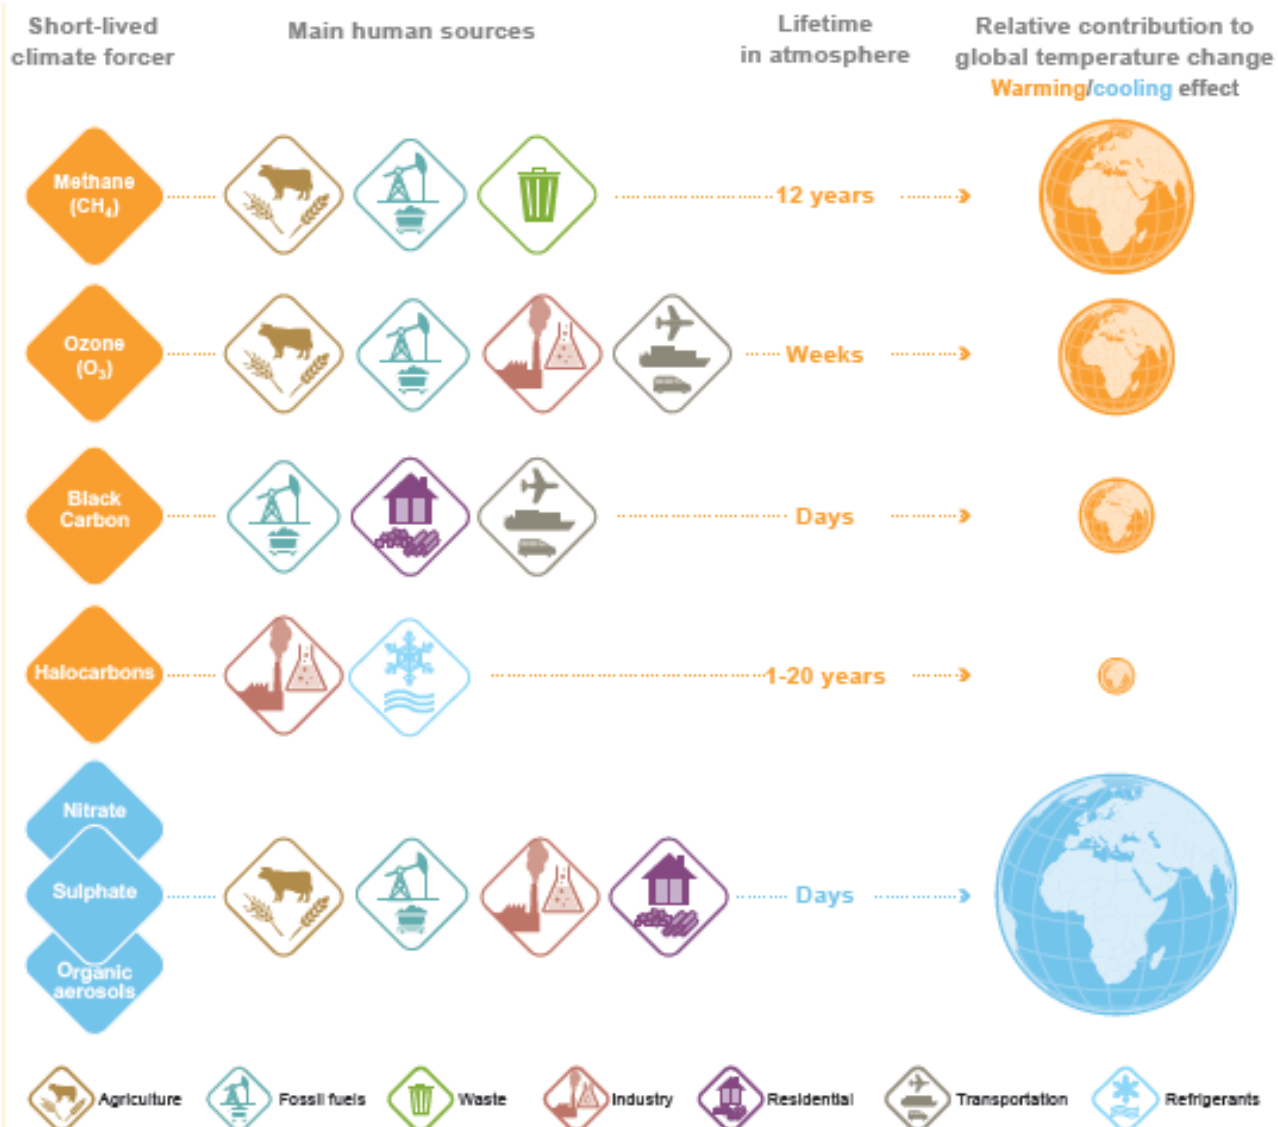 Short-lived
climate forcer
Main human sources
Lifetime
in atmosphere
Relative contribution to
global temperature change
Warming/cooling effect
Methane
(CH₄)
12 years
Ozone
(O₃)
Weeks
Black
Carbon
Days
Halocarbons
1-20 years
Nitrate
Sulphate
Organic
aerosols
Days
Agriculture
Fossil fuels
Waste
Industry
Residential
Transportation
Refrigerants